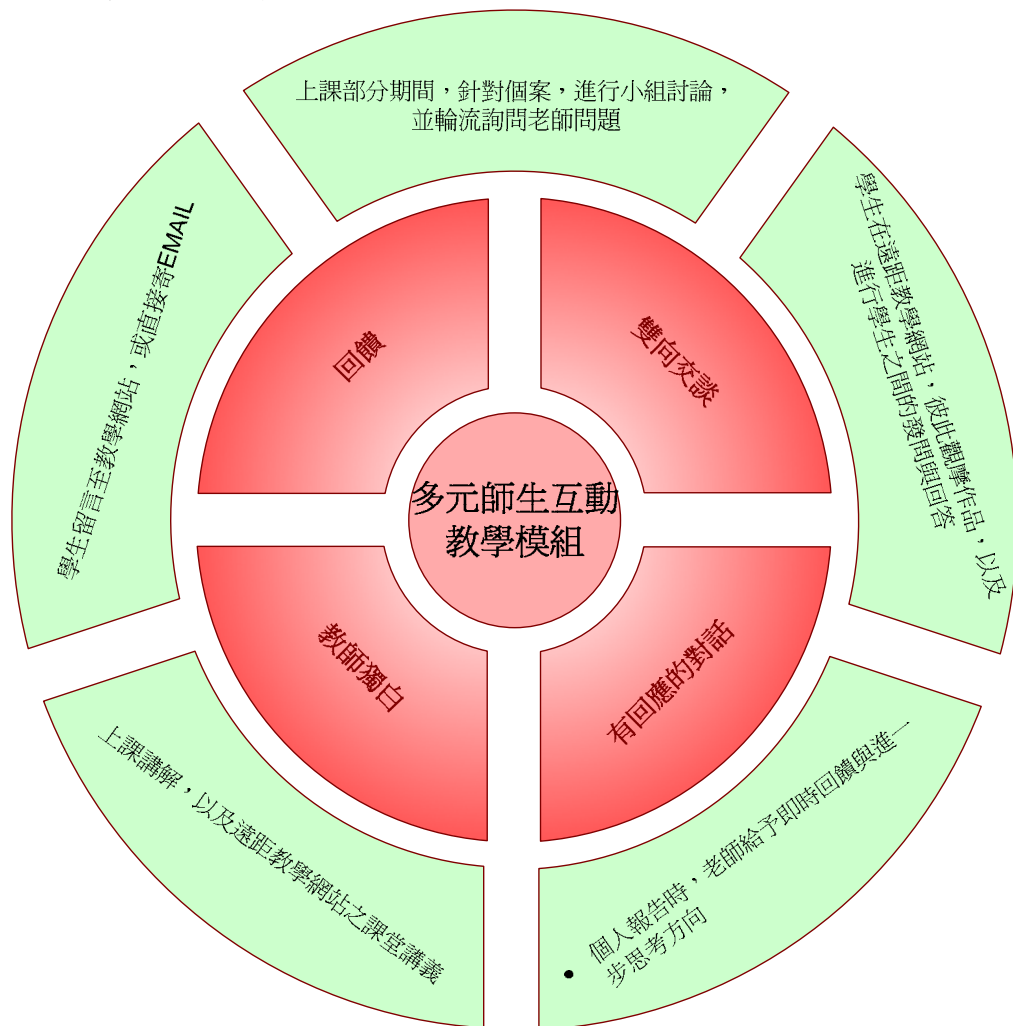 上課部分期間，針對個案，進行小組討論，
並輪流詢問老師問題
學生在遠距教學網站，彼此觀摩作品，以及
進行學生之間的發問與回答
學生留言至教學網站，或直接寄EMAIL
回饋
雙向交談
多元師生互動
教學模組
教師獨白
有回應的對話
上課講解，以及遠距教學網站之課堂講義
• 個人報告時，老師給予即時回饋與進一
步思考方向